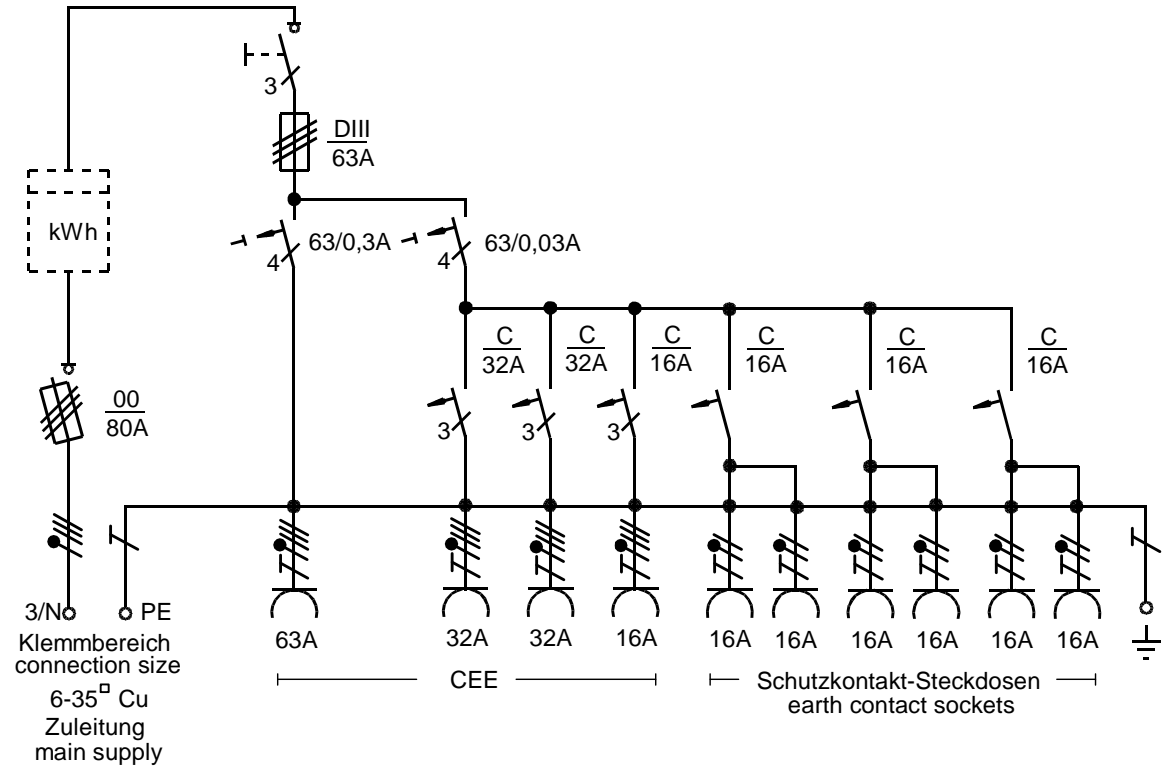 3
DIII
63A
kWh
63/0,3A
63/0,03A
4
4
C
32A
C
32A
C
16A
C
16A
C
16A
C
16A
00
80A
3
3
3
3/N
PE
63A
32A
32A
16A
16A
16A
16A
16A
16A
16A
Klemmbereich
connection size
6-35□ Cu
Zuleitung
main supply
CEE
Schutzkontakt-Steckdosen
earth contact sockets